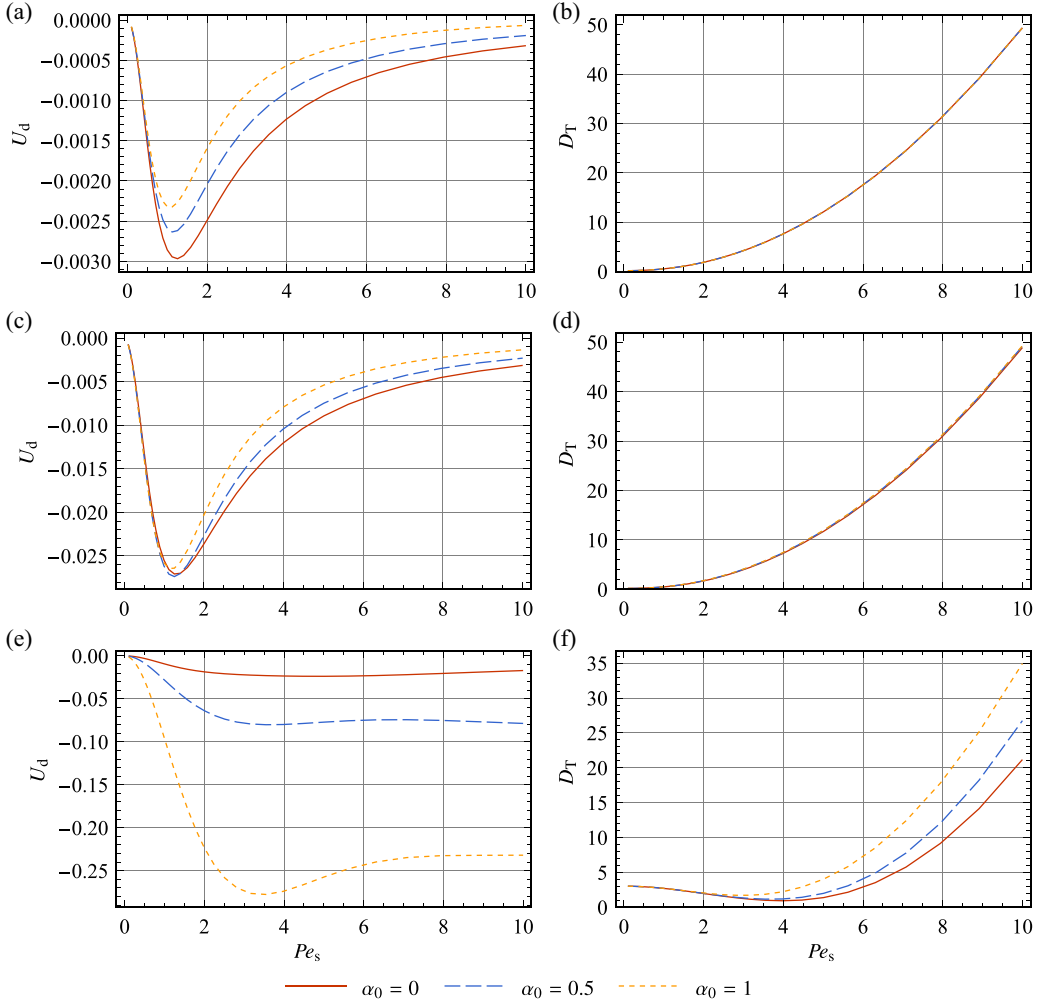 (a)
0.0000
−0.0005
−0.0010
−0.0015
−0.0020
−0.0025
−0.0030
U_d
0 2 4 6 8 10
(b)
50
40
30
20
10
0
D_T
0 2 4 6 8 10
(c)
0.000
−0.005
−0.010
−0.015
−0.020
−0.025
U_d
0 2 4 6 8 10
(d)
50
40
30
20
10
0
D_T
0 2 4 6 8 10
(e)
0.00
−0.05
−0.10
−0.15
−0.20
−0.25
U_d
0 2 4 6 8 10
Pe_s
(f)
35
30
25
20
15
10
5
0
D_T
0 2 4 6 8 10
Pe_s
α_0 = 0 α_0 = 0.5 α_0 = 1